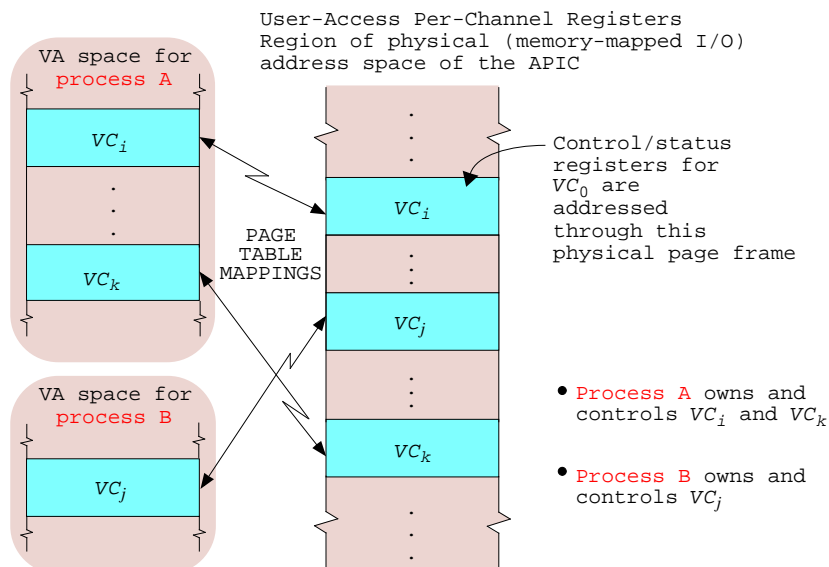 User-Access Per-Channel Registers
Region of physical (memory-mapped I/O)
address space of the APIC
VA space for
process A
VCi
VCk
PAGE
TABLE
MAPPINGS
VCi
VCj
VCk
Control/status
registers for
VC0 are
addressed
through this
physical page frame
VA space for
process B
VCj
• Process A owns and
controls VCi and VCk
• Process B owns and
controls VCj